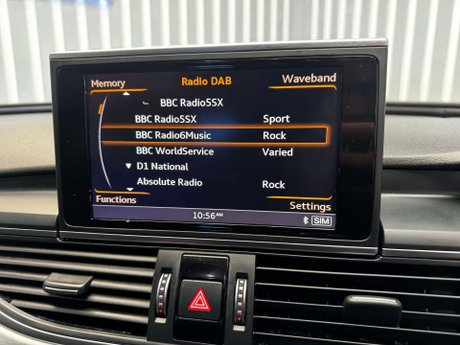 Memory Radio DAB Waveband
BBC Radio5SX
BBC Radio5SX Sport
BBC Radio6Music Rock
BBC WorldService Varied
D1 National
Absolute Radio Rock
Functions Settings
10:56AM SIM